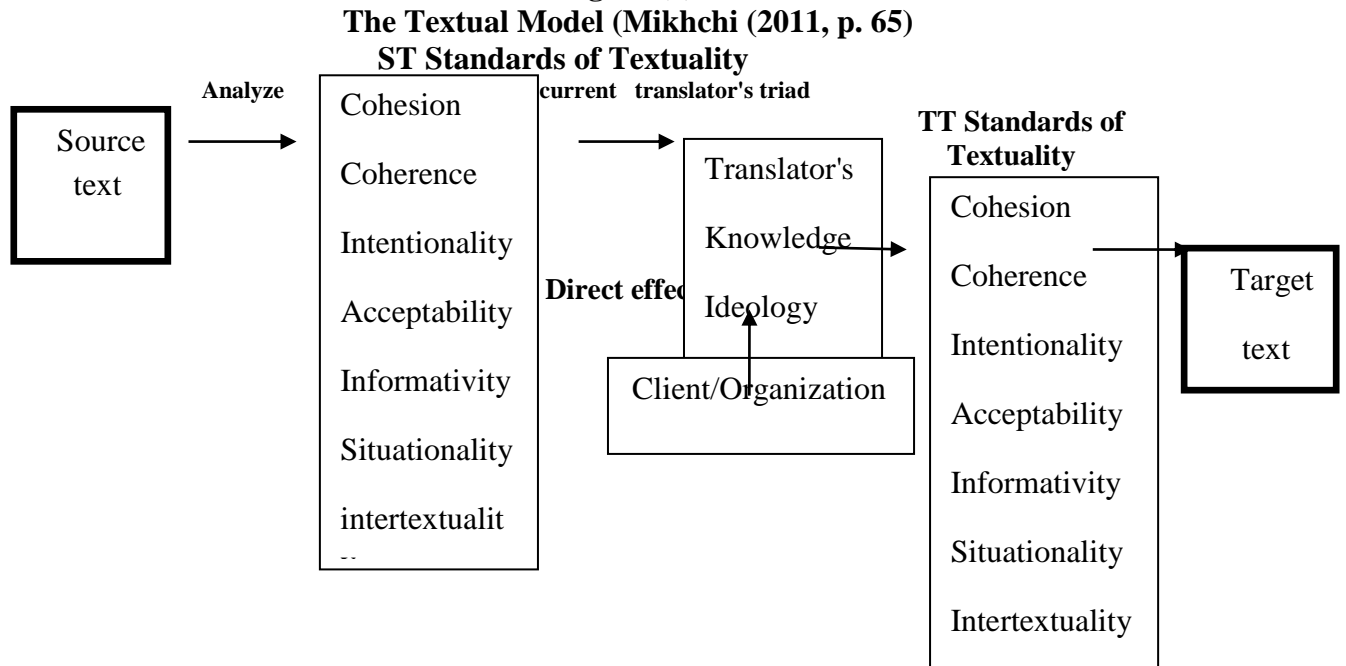 The Textual Model (Mikhchi (2011, p. 65)
ST Standards of Textuality
Analyze
current translator's triad
Source
text
Cohesion
Coherence
Intentionality
Acceptability
Informativity
Situationality
intertextualit
Direct effec
Translator's
Knowledge
Ideology
Client/Organization
TT Standards of
Textuality
Cohesion
Coherence
Intentionality
Acceptability
Informativity
Situationality
Intertextuality
Target
text